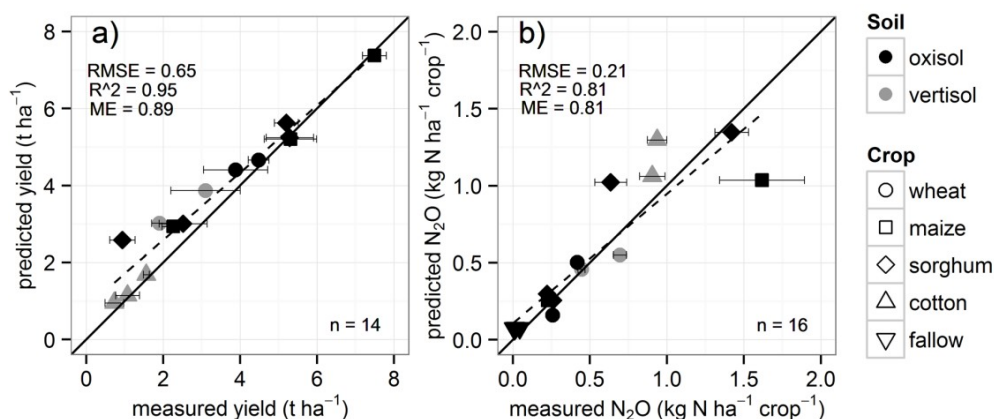 a)
RMSE = 0.65
R^2 = 0.95
ME = 0.89
n = 14
predicted yield (t ha⁻¹)
8
6
4
2
0
0 2 4 6 8
measured yield (t ha⁻¹)
b)
RMSE = 0.21
R^2 = 0.81
ME = 0.81
n = 16
predicted N₂O (kg N ha⁻¹ crop⁻¹)
2.0
1.5
1.0
0.5
0.0
0.0 0.5 1.0 1.5 2.0
measured N₂O (kg N ha⁻¹ crop⁻¹)
Soil
oxisol
vertisol
Crop
wheat
maize
sorghum
cotton
fallow